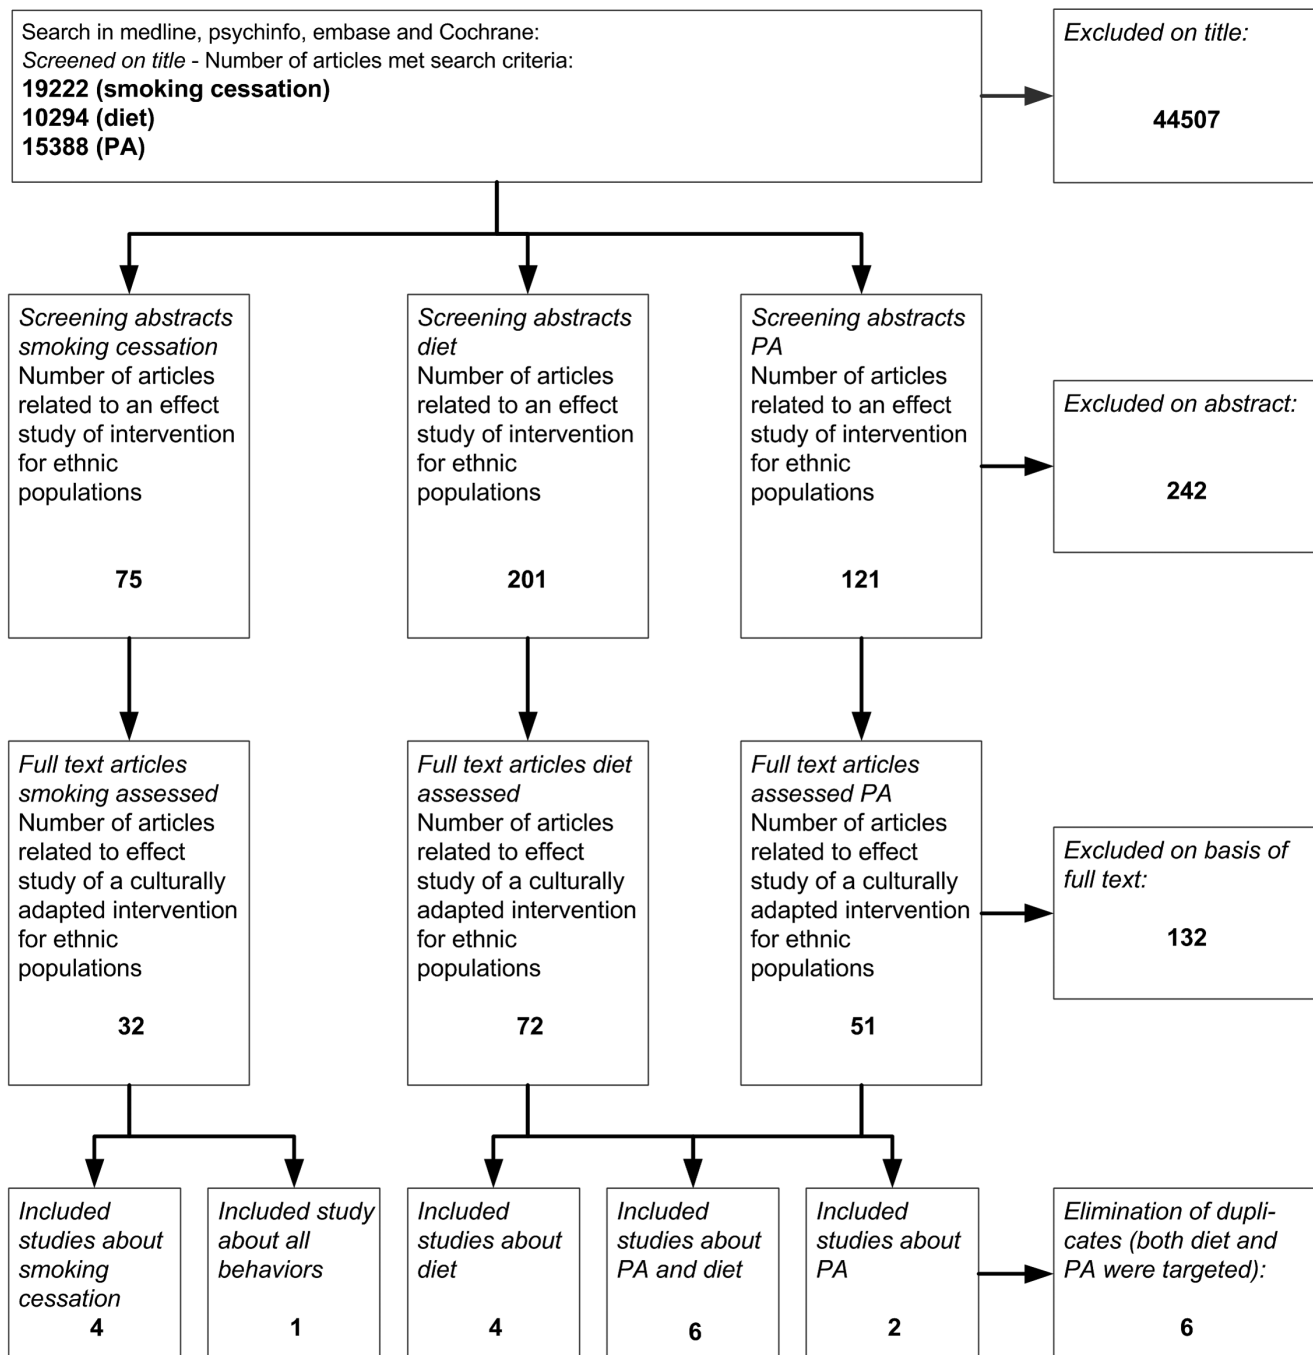 Search in medline, psychinfo, embase and Cochrane:
Screened on title - Number of articles met search criteria:
19222 (smoking cessation)
10294 (diet)
15388 (PA)
Excluded on title:
44507
Screening abstracts
smoking cessation
Number of articles
related to an effect
study of intervention
for ethnic
populations
75
Screening abstracts
diet
Number of articles
related to an effect
study of intervention
for ethnic
populations
201
Screening abstracts
PA
Number of articles
related to an effect
study of intervention
for ethnic
populations
121
Excluded on abstract:
242
Full text articles
smoking assessed
Number of articles
related to effect
study of a culturally
adapted intervention
for ethnic
populations
32
Full text articles diet
assessed
Number of articles
related to effect
study of a culturally
adapted intervention
for ethnic
populations
72
Full text articles
assessed PA
Number of articles
related to effect
study of a culturally
adapted intervention
for ethnic
populations
51
Excluded on basis of
full text:
132
Included
studies about
smoking
cessation
4
Included study
about all
behaviors
1
Included
studies about
diet
4
Included
studies about
PA and diet
6
Included
studies about
PA
2
Elimination of dupli-
cates (both diet and
PA were targeted):
6